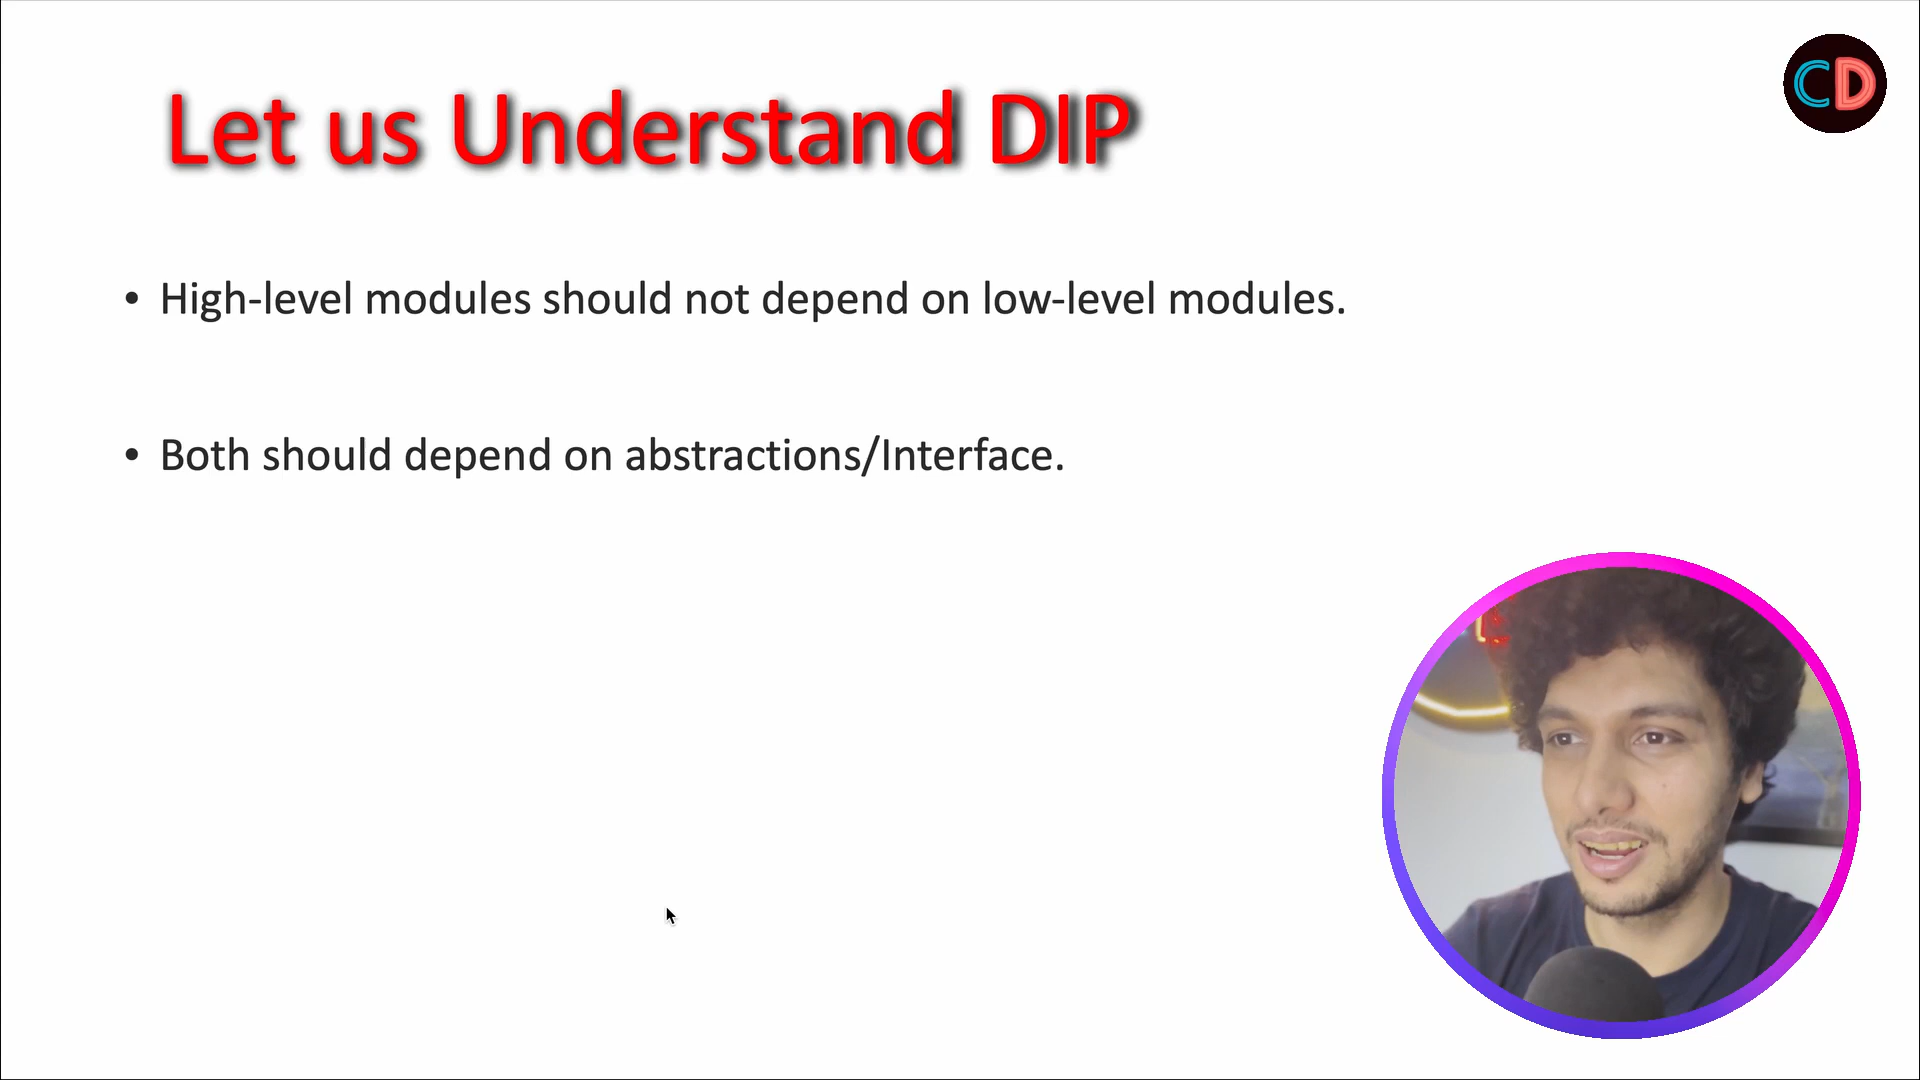 CD
Let us Understand DIP
• High-level modules should not depend on low-level modules.
• Both should depend on abstractions/Interface.